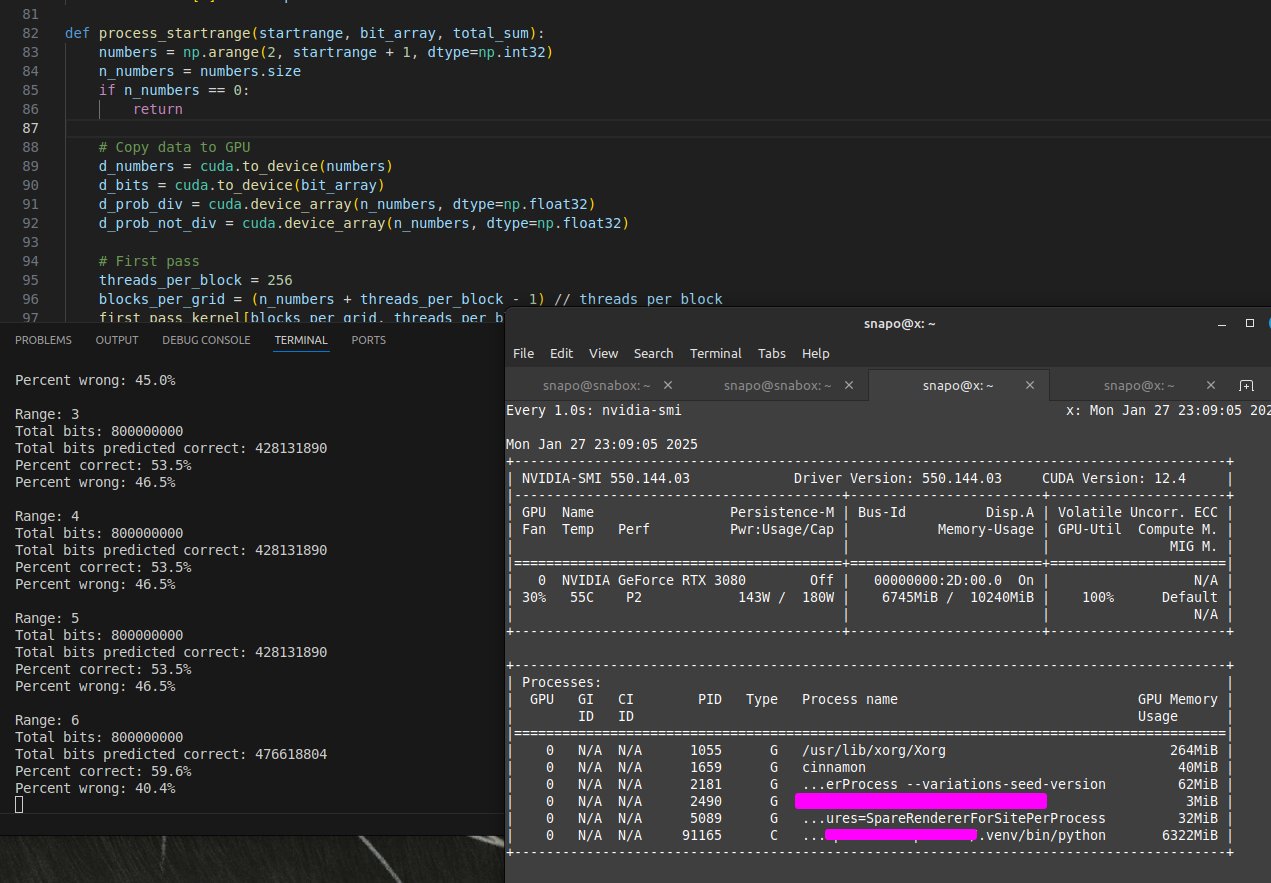 81
82 def process_startrange(startrange, bit_array, total_sum):
83 numbers = np.arange(2, startrange + 1, dtype=np.int32)
84 n_numbers = numbers.size
85 if n_numbers == 0:
86 return
87
88 # Copy data to GPU
89 d_numbers = cuda.to_device(numbers)
90 d_bits = cuda.to_device(bit_array)
91 d_prob_div = cuda.device_array(n_numbers, dtype=np.float32)
92 d_prob_not_div = cuda.device_array(n_numbers, dtype=np.float32)
93
94 # First pass
95 threads_per_block = 256
96 blocks_per_grid = (n_numbers + threads_per_block - 1) // threads_per_block
97 first_pass_kernel[blocks_per_grid, threads_per_b
PROBLEMS OUTPUT DEBUG CONSOLE TERMINAL PORTS
Percent wrong: 45.0%
Range: 3
Total bits: 800000000
Total bits predicted correct: 428131890
Percent correct: 53.5%
Percent wrong: 46.5%
Range: 4
Total bits: 800000000
Total bits predicted correct: 428131890
Percent correct: 53.5%
Percent wrong: 46.5%
Range: 5
Total bits: 800000000
Total bits predicted correct: 428131890
Percent correct: 53.5%
Percent wrong: 46.5%
Range: 6
Total bits: 800000000
Total bits predicted correct: 476618804
Percent correct: 59.6%
Percent wrong: 40.4%
snapo@x: ~
File Edit View Search Terminal Tabs Help
snapo@snabox: ~ × snapo@snabox: ~ × snapo@x: ~ × snapo@x: ~ ×
Every 1.0s: nvidia-smi x: Mon Jan 27 23:09:05 202
Mon Jan 27 23:09:05 2025
+-----------------------------------------------------------------------------------------+
| NVIDIA-SMI 550.144.03 Driver Version: 550.144.03 CUDA Version: 12.4 |
|-----------------------------------------+------------------------+----------------------+
| GPU Name Persistence-M | Bus-Id Disp.A | Volatile Uncorr. ECC |
| Fan Temp Perf Pwr:Usage/Cap | Memory-Usage | GPU-Util Compute M. |
| | | MIG M. |
|=========================================+========================+======================|
| 0 NVIDIA GeForce RTX 3080 Off | 00000000:2D:00.0 On | N/A |
| 30% 55C P2 143W / 180W | 6745MiB / 10240MiB | 100% Default |
| | | N/A |
+-----------------------------------------+------------------------+----------------------+
+-----------------------------------------------------------------------------------------+
| Processes: |
| GPU GI CI PID Type Process name GPU Memory |
| ID ID Usage |
|=========================================================================================|
| 0 N/A N/A 1055 G /usr/lib/xorg/Xorg 264MiB |
| 0 N/A N/A 1659 G cinnamon 40MiB |
| 0 N/A N/A 2181 G ...erProcess --variations-seed-version 62MiB |
| 0 N/A N/A 2490 G 3MiB |
| 0 N/A N/A 5089 G ...ures=SpareRendererForSitePerProcess 32MiB |
| 0 N/A N/A 91165 C ... .venv/bin/python 6322MiB |
+-----------------------------------------------------------------------------------------+